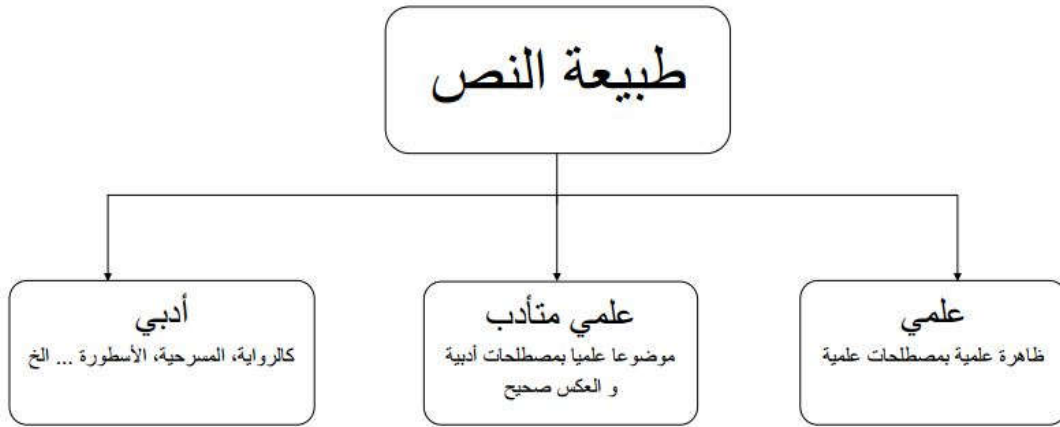 طبيعة النص
علمي
ظاهرة علمية بمصطلحات علمية
علمي متأدب
موضوعا علميا بمصطلحات أدبية
و العكس صحيح
أدبي
كالرواية، المسرحية، الأسطورة ... الخ